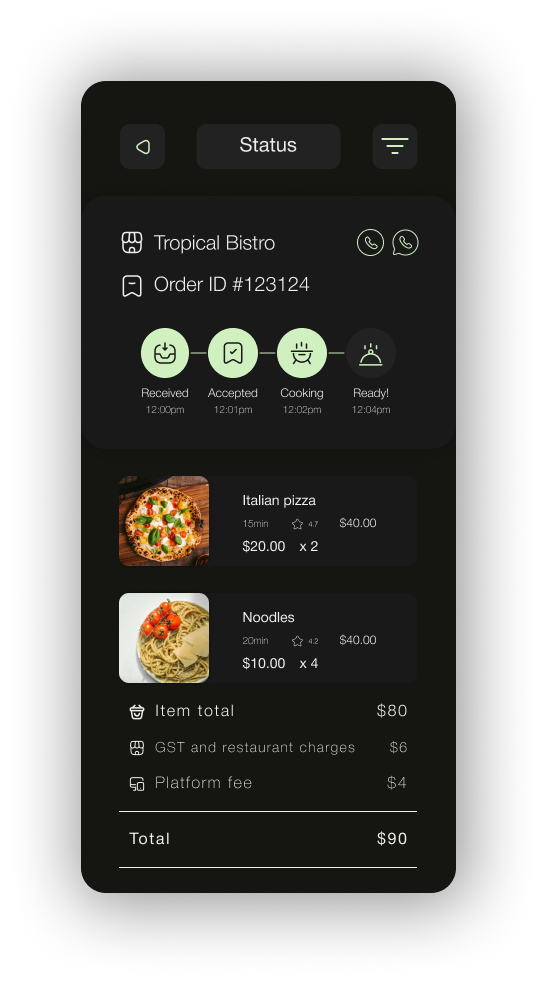 Status
Tropical Bistro
Order ID #123124
Received Accepted Cooking Ready!
12:00pm 12:01pm 12:02pm 12:04pm
Italian pizza
15min 4.7 $40.00
$20.00 x 2
Noodles
20min 4.2 $40.00
$10.00 x 4
Item total $80
GST and restaurant charges $6
Platform fee $4
Total $90